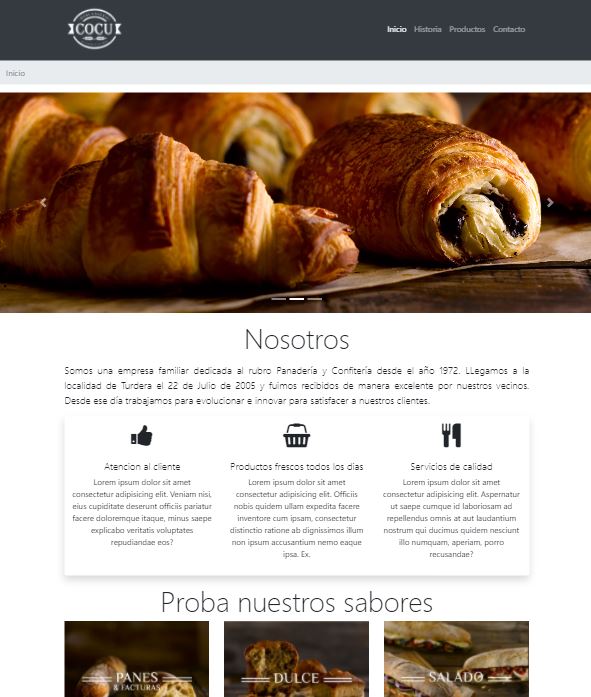 COCU
Inicio Historia Productos Contacto
Inicio
Nosotros
Somos una empresa familiar dedicada al rubro Panadería y Confitería desde el año 1972. LLegamos a la
localidad de Turdera el 22 de Julio de 2005 y fuimos recibidos de manera excelente por nuestros vecinos.
Desde ese día trabajamos para evolucionar e innovar para satisfacer a nuestros clientes.
Atencion al cliente
Lorem ipsum dolor sit amet
consectetur adipisicing elit. Veniam nisi,
eius cupiditate deserunt officiis pariatur
facere doloremque itaque, minus saepe
explicabo veritatis voluptates
repudiandae eos?
Productos frescos todos los dias
Lorem ipsum dolor sit amet
consectetur adipisicing elit. Officiis
nobis quidem ullam expedita facere
inventore cum ipsam, consectetur
distinctio ratione ab dignissimos illum
non ipsum accusantium nemo eaque
ipsa. Ex.
Servicios de calidad
Lorem ipsum dolor sit amet
consectetur adipisicing elit. Aspernatur
ut saepe cumque id laboriosam ad
repellendus omnis at aut laudantium
nostrum qui ducimus quidem nesciunt
illo numquam, aperiam, porro
recusandae?
Proba nuestros sabores
PANES
& FACTURAS
DULCE
SALADO